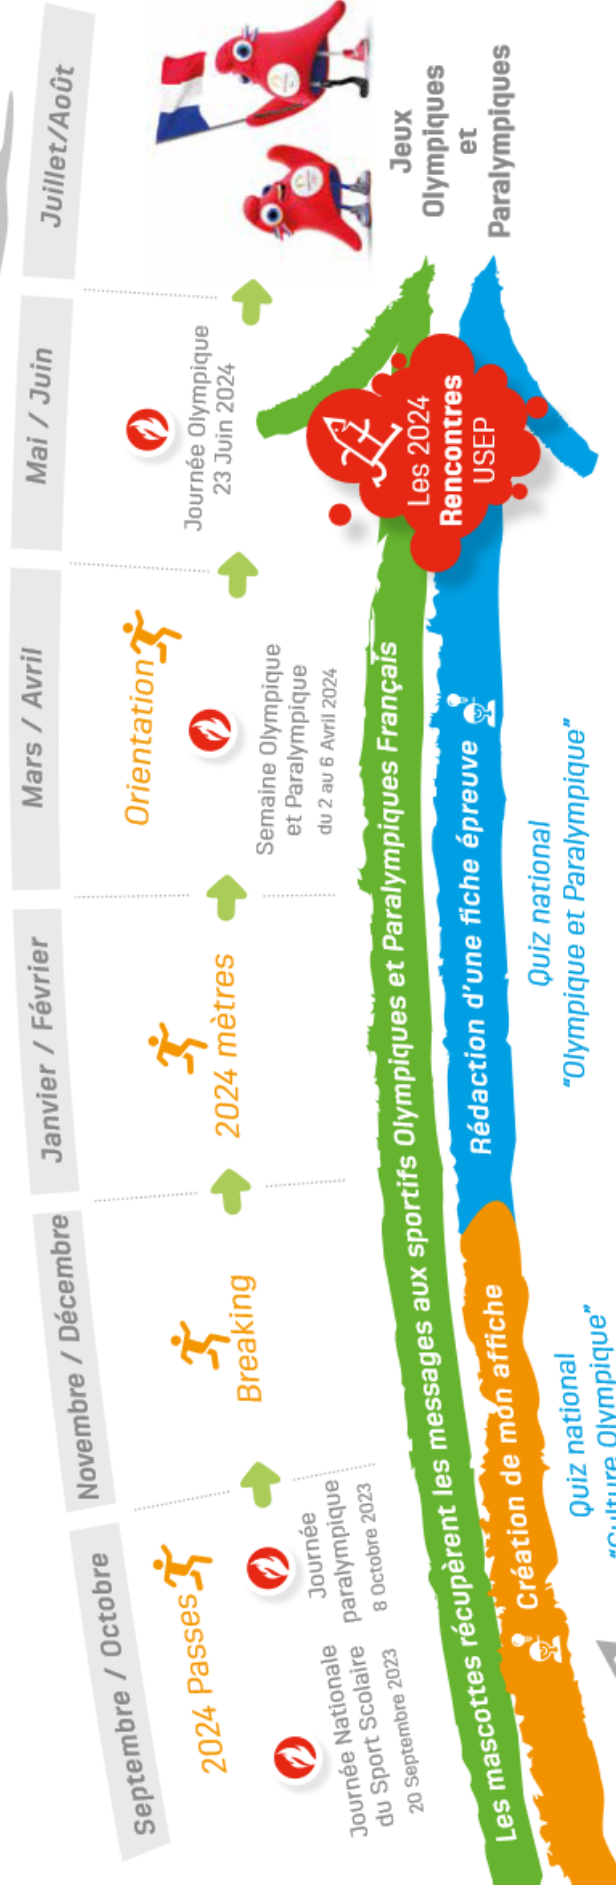 Septembre / Octobre
2024 Passes
Journée Nationale
du Sport Scolaire
20 Septembre 2023
Journée
paralympique
8 Octobre 2023
Novembre / Décembre
Breaking
Janvier / Février
2024 mètres
Mars / Avril
Orientation
Semaine Olympique
et Paralympique
du 2 au 6 Avril 2024
Mai / Juin
Journée Olympique
23 Juin 2024
Juillet/Août
Jeux
Olympiques
et
Paralympiques
Les mascottes récupèrent les messages aux sportifs Olympiques et Paralympiques Français
Création de mon affiche
Rédaction d'une fiche épreuve
Les 2024
Rencontres
USEP
Quiz national
"Culture Olympique"
Quiz national
"Olympique et Paralympique"